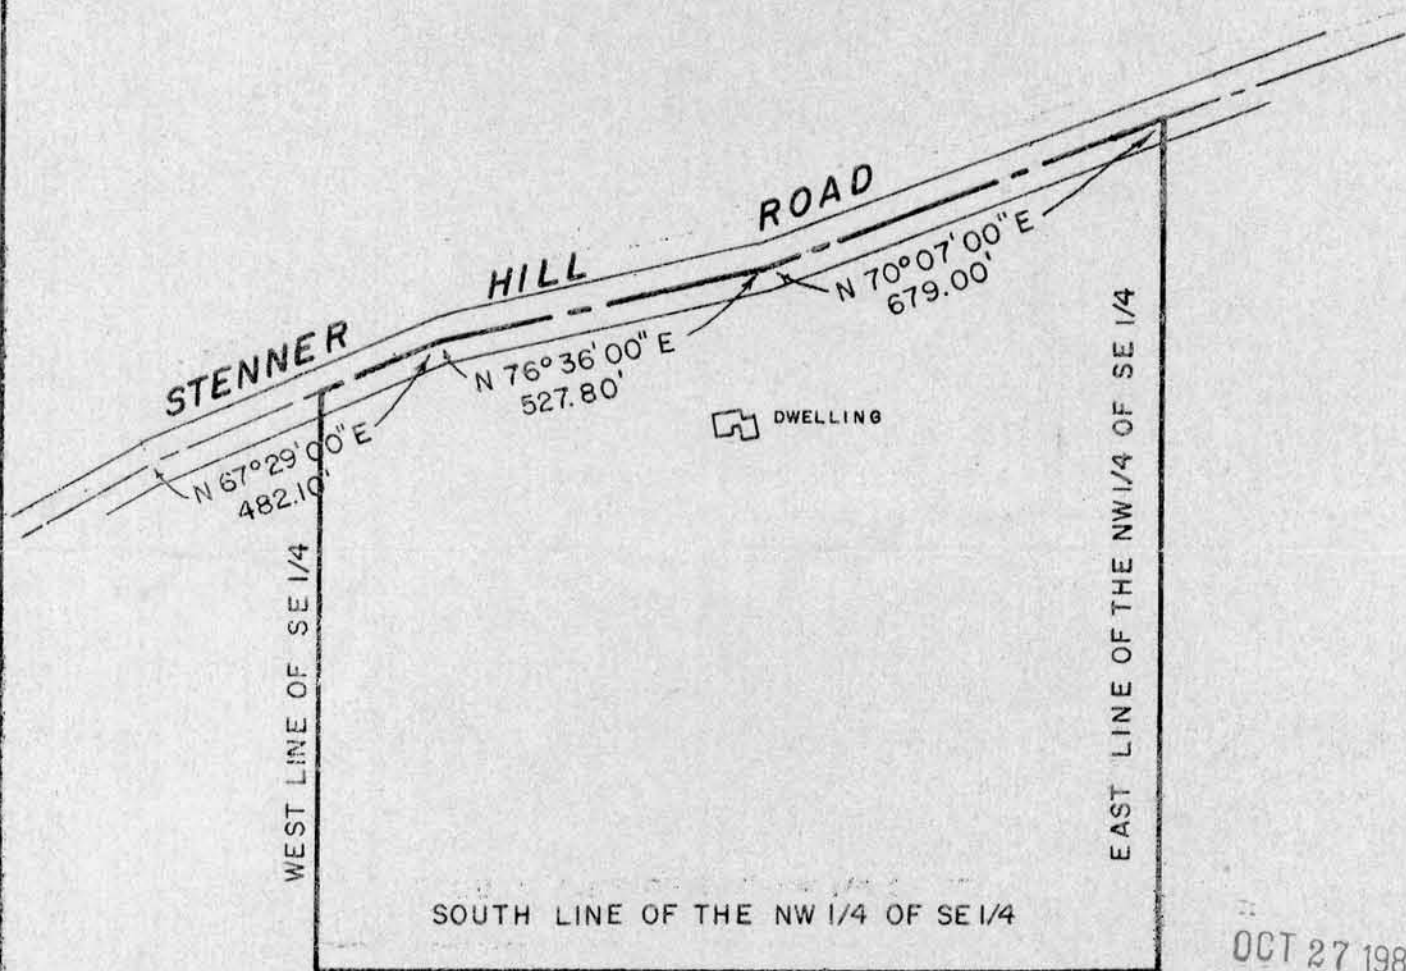 STENNER HILL ROAD
N 70°07'00" E
679.00'
N 76°36'00" E
527.80'
N 67°29'00" E
482.10'
DWELLING
WEST LINE OF SE 1/4
EAST LINE OF THE NW 1/4 OF SE 1/4
SOUTH LINE OF THE NW 1/4 OF SE 1/4
OCT 27 198